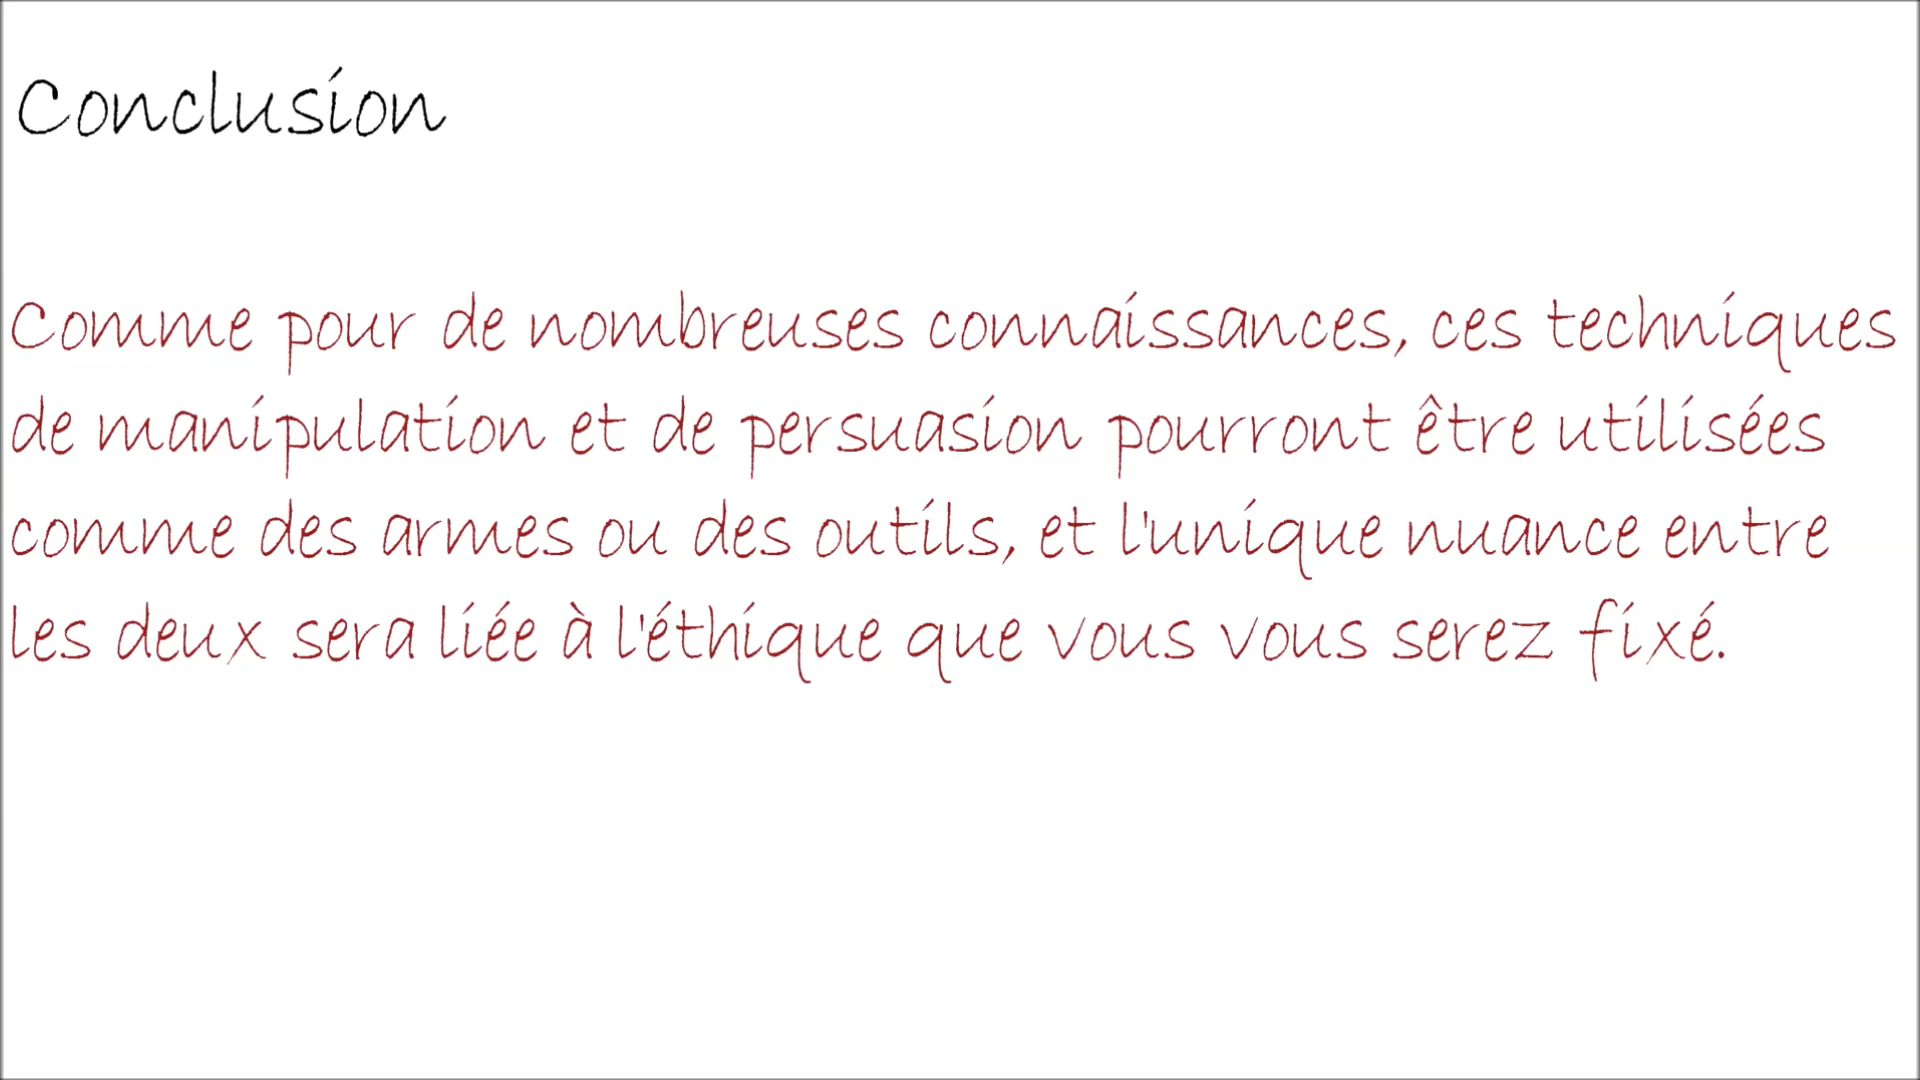 Conclusion
Comme pour de nombreuses connaissances, ces techniques
de manipulation et de persuasion pourront être utilisées
comme des armes ou des outils, et l'unique nuance entre
les deux sera liée à l'éthique que vous vous serez fixé.